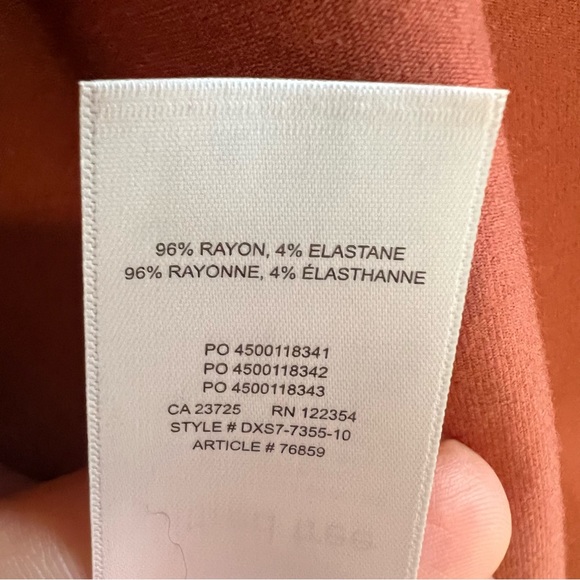 96% RAYON, 4% ELASTANE
96% RAYONNE, 4% ÉLASTHANNE
PO 4500118341
PO 4500118342
PO 4500118343
CA 23725 RN 122354
STYLE # DXS7-7355-10
ARTICLE # 76859